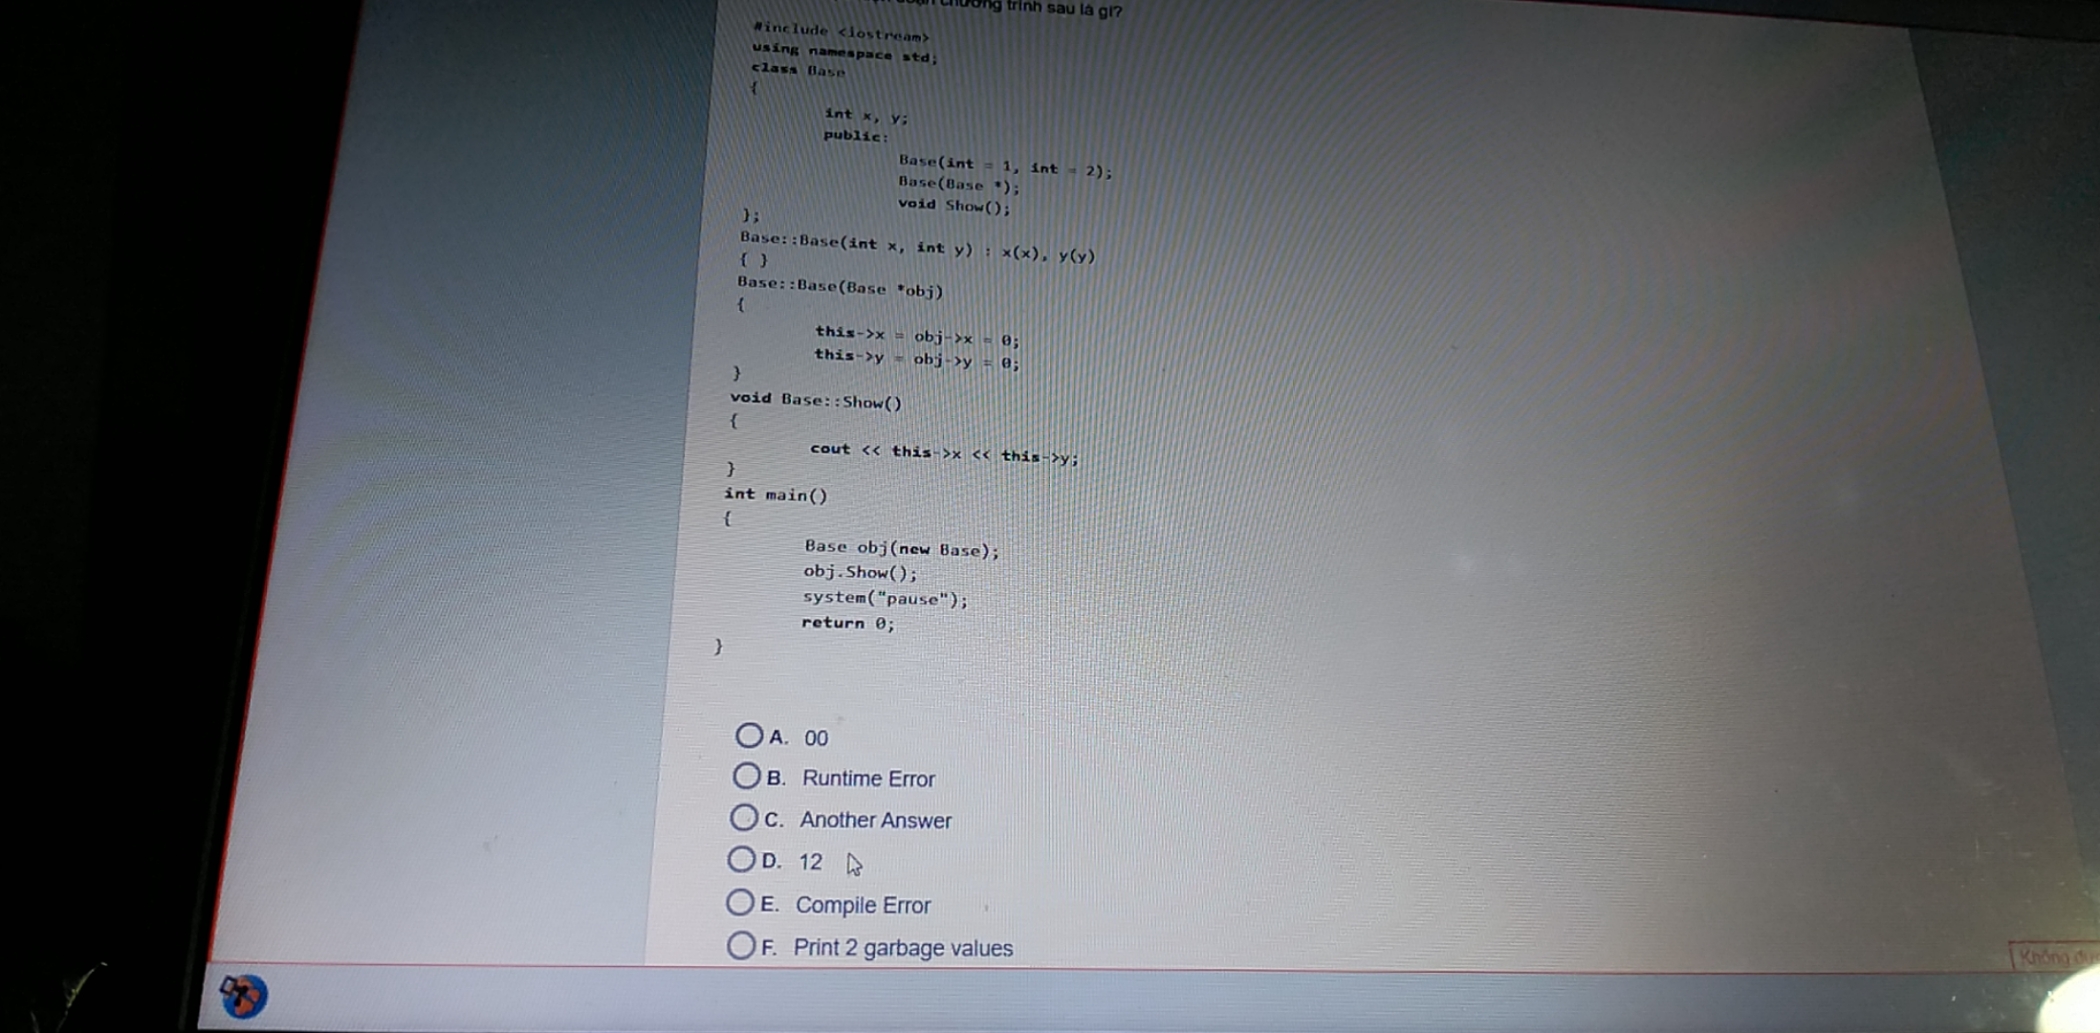 chương trình sau là gì?
#include <iostream>
using namespace std;
class Base
{
int x, y;
public:
Base(int = 1, int = 2);
Base(Base *);
void Show();
};
Base::Base(int x, int y) : x(x), y(y)
{ }
Base::Base(Base *obj)
{
this->x = obj->x = 0;
this->y = obj->y = 0;
}
void Base::Show()
{
cout << this->x << this->y;
}
int main()
{
Base obj(new Base);
obj.Show();
system("pause");
return 0;
}
A. 00
B. Runtime Error
C. Another Answer
D. 12
E. Compile Error
F. Print 2 garbage values
Không